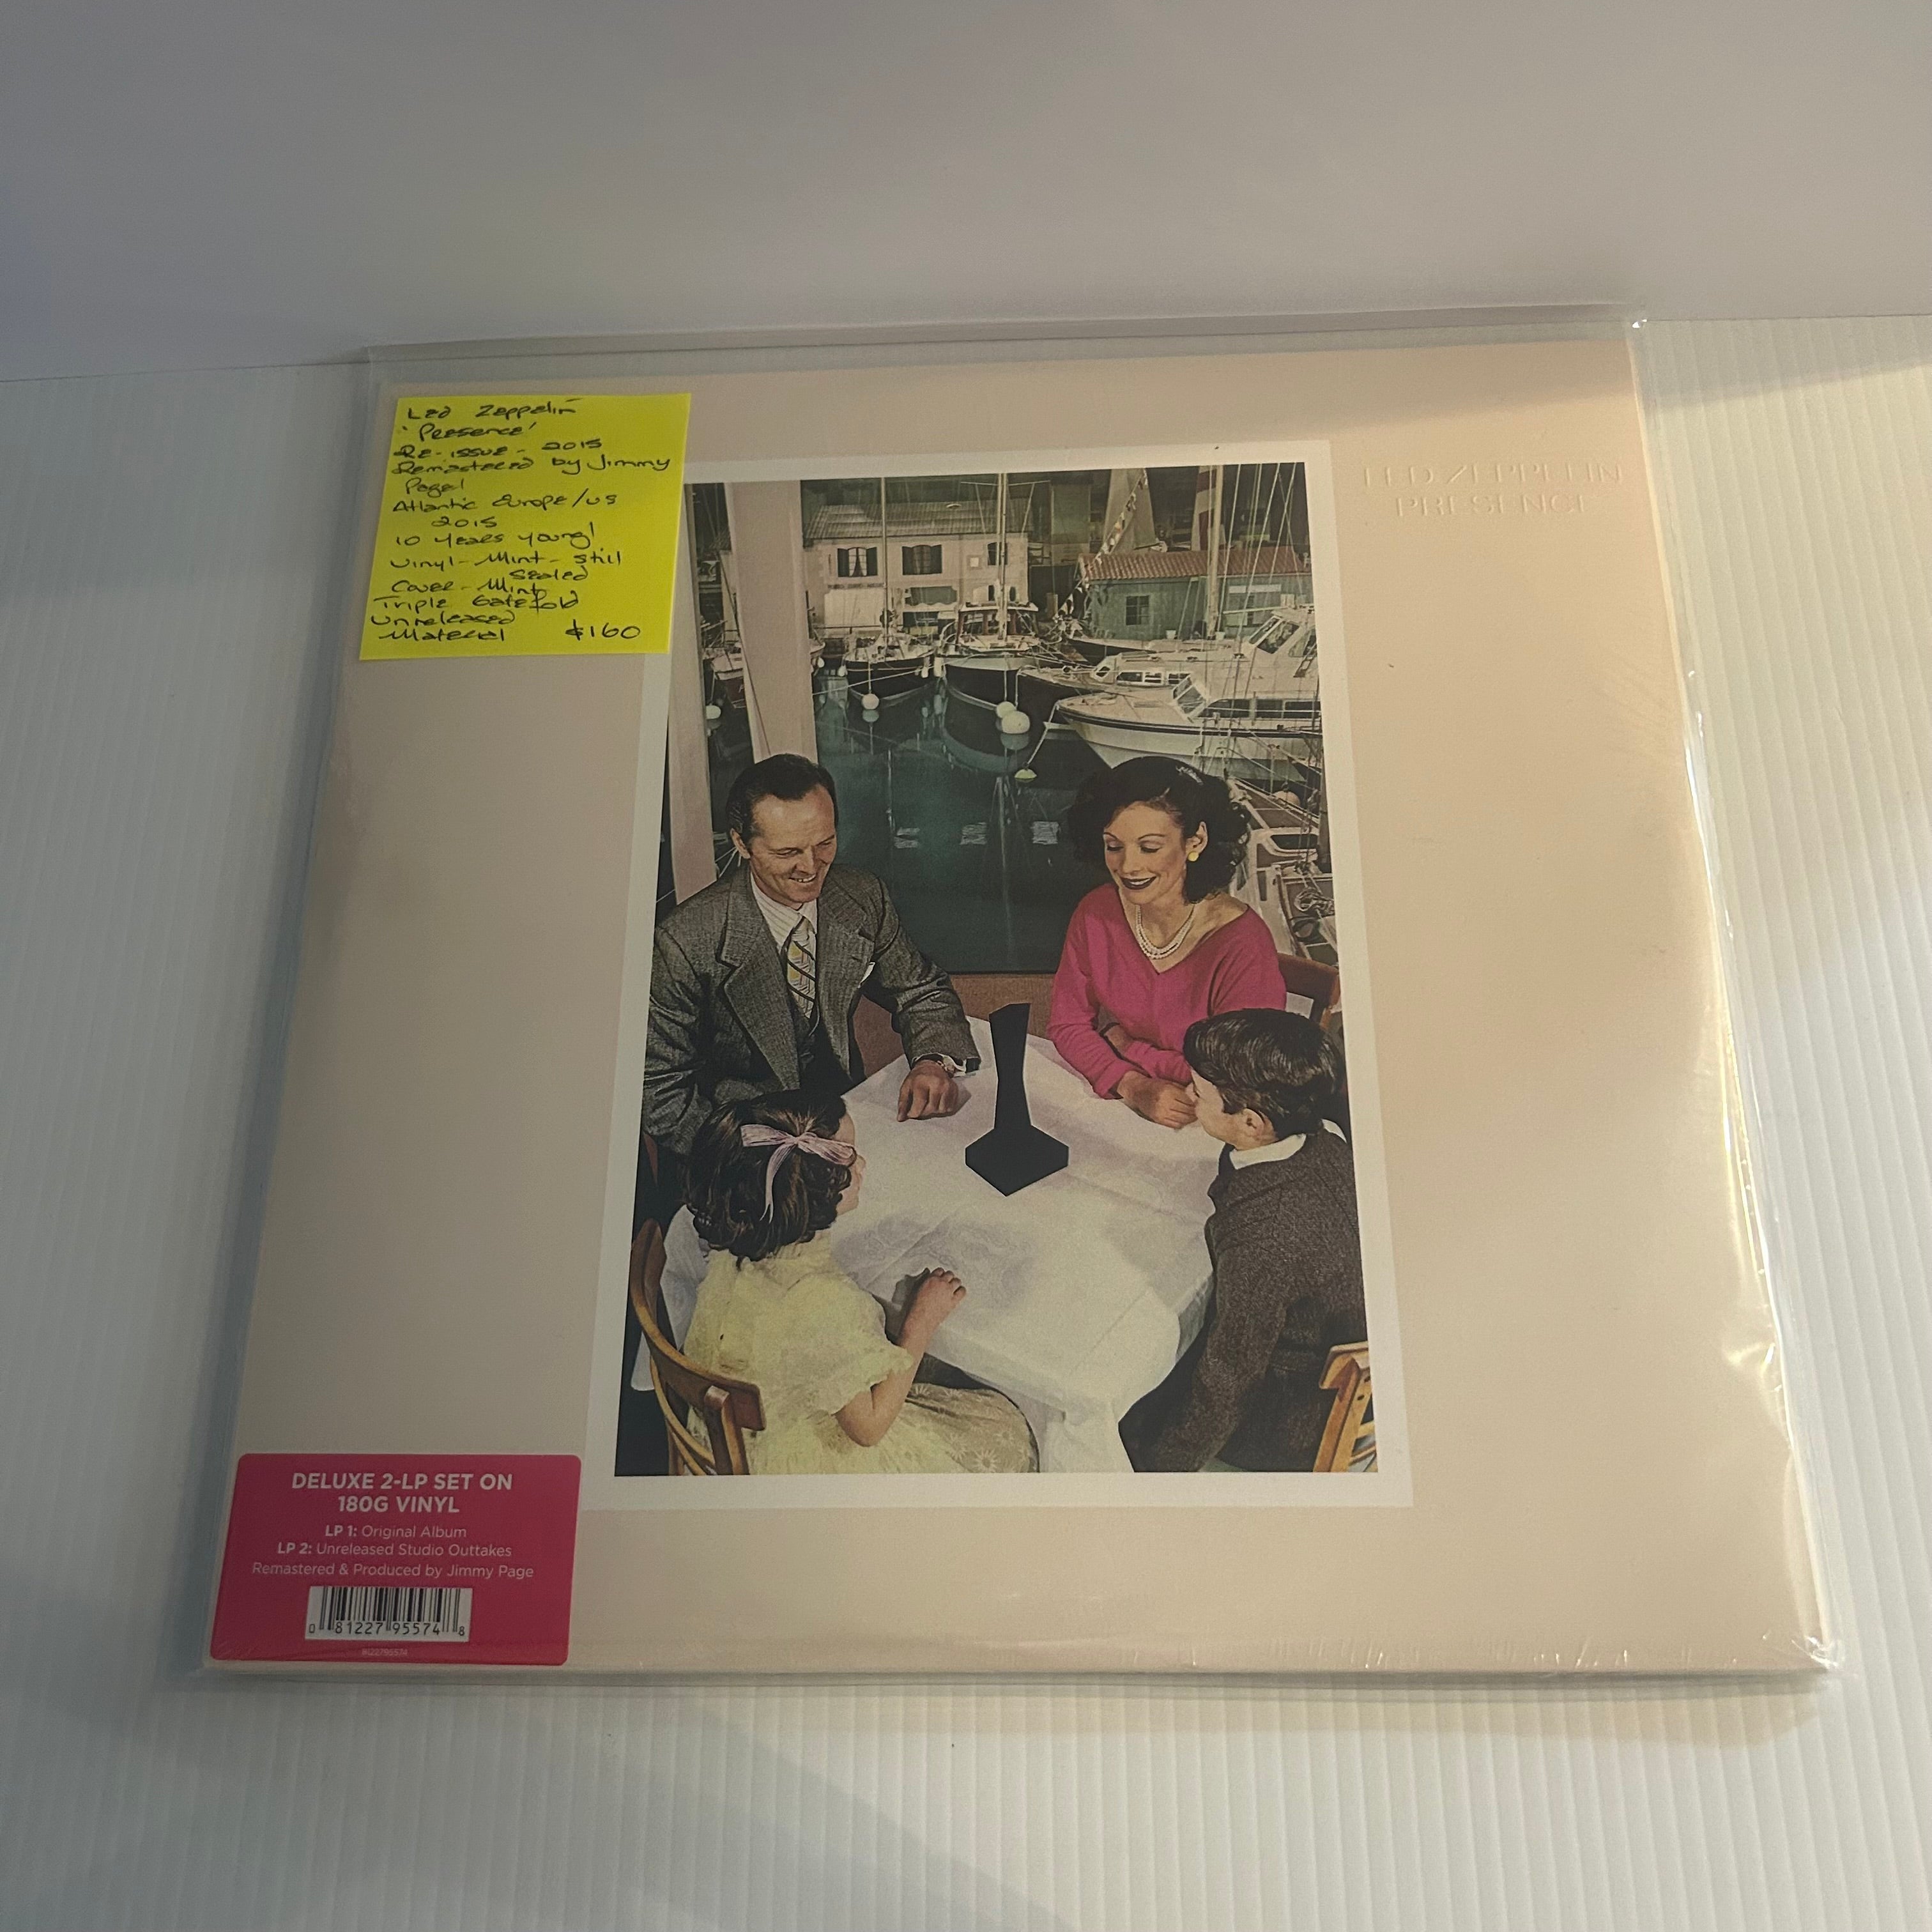 Led Zeppelin
'Presence'
Re-issue - 2015
Remastered by Jimmy
Page!
Atlantic Europe/US
2015
10 years young!
Vinyl - Mint - still
Sealed
Cover - Mint
Triple Gatefold
Unreleased
Material $160
LED ZEPPELIN
PRESENCE
DELUXE 2-LP SET ON
180G VINYL
LP 1: Original Album
LP 2: Unreleased Studio Outtakes
Remastered & Produced by Jimmy Page
0 81227 95574 8